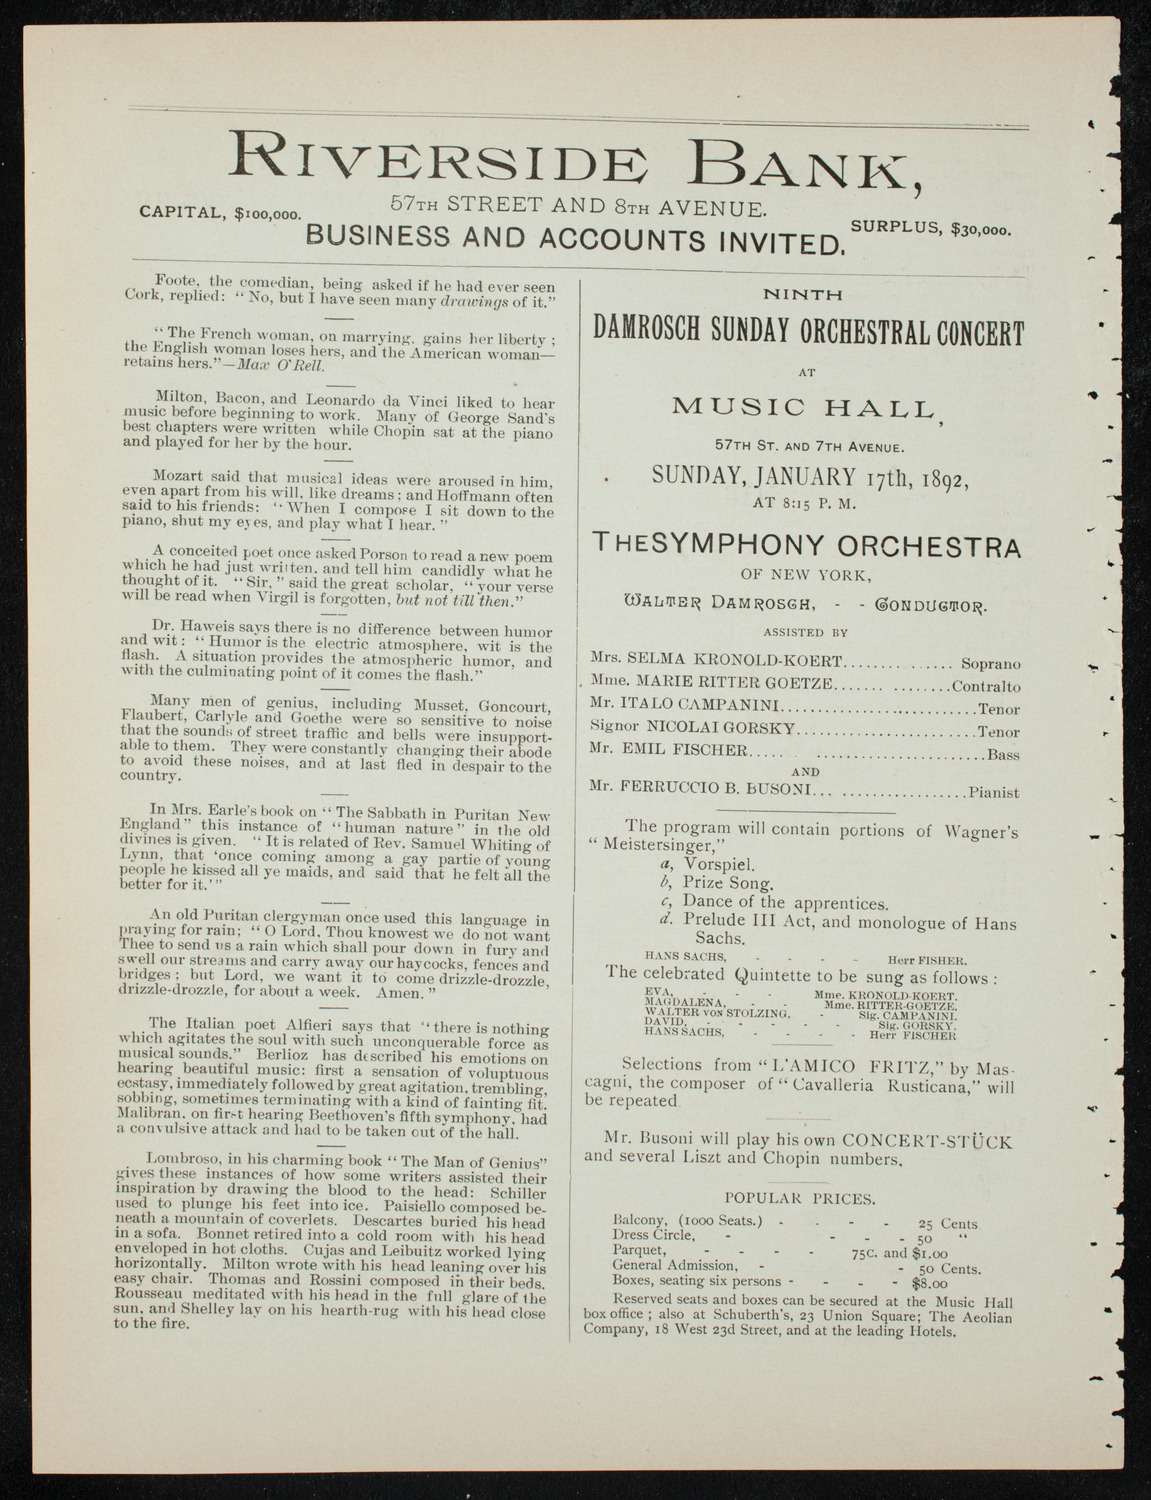 RIVERSIDE BANK,
57TH STREET AND 8TH AVENUE.
CAPITAL, $100,000.
SURPLUS, $30,000.
BUSINESS AND ACCOUNTS INVITED.
Foote, the comedian, being asked if he had ever seen
Cork, replied: “ No, but I have seen many drawings of it.”
“ The French woman, on marrying. gains her liberty ;
the English woman loses hers, and the American woman—
retains hers.”—Max O'Rell.
Milton, Bacon, and Leonardo da Vinci liked to hear
music before beginning to work. Many of George Sand's
best chapters were written while Chopin sat at the piano
and played for her by the hour.
Mozart said that musical ideas were aroused in him,
even apart from his will, like dreams ; and Hoffmann often
said to his friends: “ When I compose I sit down to the
piano, shut my eyes, and play what I hear. ”
A conceited poet once asked Porson to read a new poem
which he had just written, and tell him candidly what he
thought of it. “ Sir, ” said the great scholar, “ your verse
will be read when Virgil is forgotten, but not till then.”
Dr. Haweis says there is no difference between humor
and wit : “ Humor is the electric atmosphere, wit is the
flash. A situation provides the atmospheric humor, and
with the culminating point of it comes the flash.”
Many men of genius, including Musset, Goncourt,
Flaubert, Carlyle and Goethe were so sensitive to noise
that the sounds of street traffic and bells were insupport-
able to them. They were constantly changing their abode
to avoid these noises, and at last fled in despair to the
country.
In Mrs. Earle's book on “ The Sabbath in Puritan New
England ” this instance of “ human nature ” in the old
divines is given. “ It is related of Rev. Samuel Whiting of
Lynn, that ‘once coming among a gay partie of young
people he kissed all ye maids, and said that he felt all the
better for it.’ ”
An old Puritan clergyman once used this language in
praying for rain; “ O Lord, Thou knowest we do not want
Thee to send us a rain which shall pour down in fury and
swell our streams and carry away our haycocks, fences and
bridges ; but Lord, we want it to come drizzle-drozzle,
drizzle-drozzle, for about a week. Amen. ”
The Italian poet Alfieri says that “ there is nothing
which agitates the soul with such unconquerable force as
musical sounds.” Berlioz has described his emotions on
hearing beautiful music: first a sensation of voluptuous
ecstasy, immediately followed by great agitation, trembling,
sobbing, sometimes terminating with a kind of fainting fit.
Malibran, on first hearing Beethoven's fifth symphony, had
a convulsive attack and had to be taken out of the hall.
Lombroso, in his charming book “ The Man of Genius”
gives these instances of how some writers assisted their
inspiration by drawing the blood to the head: Schiller
used to plunge his feet into ice. Paisiello composed be-
neath a mountain of coverlets. Descartes buried his head
in a sofa. Bonnet retired into a cold room with his head
enveloped in hot cloths. Cujas and Leibuitz worked lying
horizontally. Milton wrote with his head leaning over his
easy chair. Thomas and Rossini composed in their beds.
Rousseau meditated with his head in the full glare of the
sun, and Shelley lay on his hearth-rug with his head close
to the fire.
NINTH
DAMROSCH SUNDAY ORCHESTRAL CONCERT
AT
MUSIC HALL,
57TH ST. AND 7TH AVENUE.
SUNDAY, JANUARY 17th, 1892,
AT 8:15 P. M.
THE SYMPHONY ORCHESTRA
OF NEW YORK,
WALTER DAMROSCH, - - CONDUCTOR.
ASSISTED BY
Mrs. SELMA KRONOLD-KOERT................ Soprano
Mme. MARIE RITTER GOETZE................Contralto
Mr. ITALO CAMPANINI..........................Tenor
Signor NICOLAI GORSKY........................Tenor
Mr. EMIL FISCHER..............................Bass
AND
Mr. FERRUCCIO B. BUSONI....................Pianist
The program will contain portions of Wagner's
“ Meistersinger,”
a, Vorspiel.
b, Prize Song.
c, Dance of the apprentices.
d. Prelude III Act, and monologue of Hans
Sachs.
HANS SACHS, - - - - Herr FISHER.
The celebrated Quintette to be sung as follows :
EVA, - - - Mme. KRONOLD-KOERT.
MAGDALENA, - - Mme. RITTER-GOETZE.
WALTER von STOLZING, - Sig. CAMPANINI.
DAVID, - - - - - Sig. GORSKY.
HANS SACHS, - - - - Herr FISCHER
Selections from “ L'AMICO FRITZ,” by Mas-
cagni, the composer of “ Cavalleria Rusticana,” will
be repeated.
Mr. Busoni will play his own CONCERT-STÜCK
and several Liszt and Chopin numbers,
POPULAR PRICES.
Balcony, (1000 Seats.) - - - - 25 Cents
Dress Circle, - - - - 50 “
Parquet, - - - - 75c. and $1.00
General Admission, - - 50 Cents.
Boxes, seating six persons - - - - $8.00
Reserved seats and boxes can be secured at the Music Hall
box office ; also at Schuberth's, 23 Union Square; The Aeolian
Company, 18 West 23d Street, and at the leading Hotels.